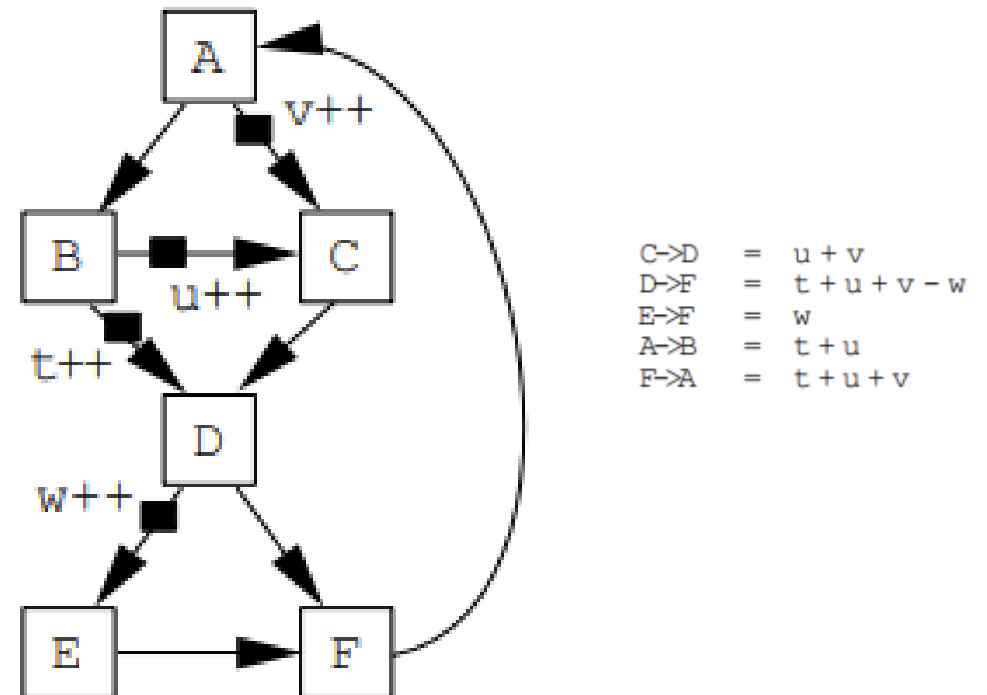 A
v++
B
C
u++
t++
D
w++
E
F
C->D = u + v
D->F = t + u + v - w
E->F = w
A->B = t + u
F->A = t + u + v